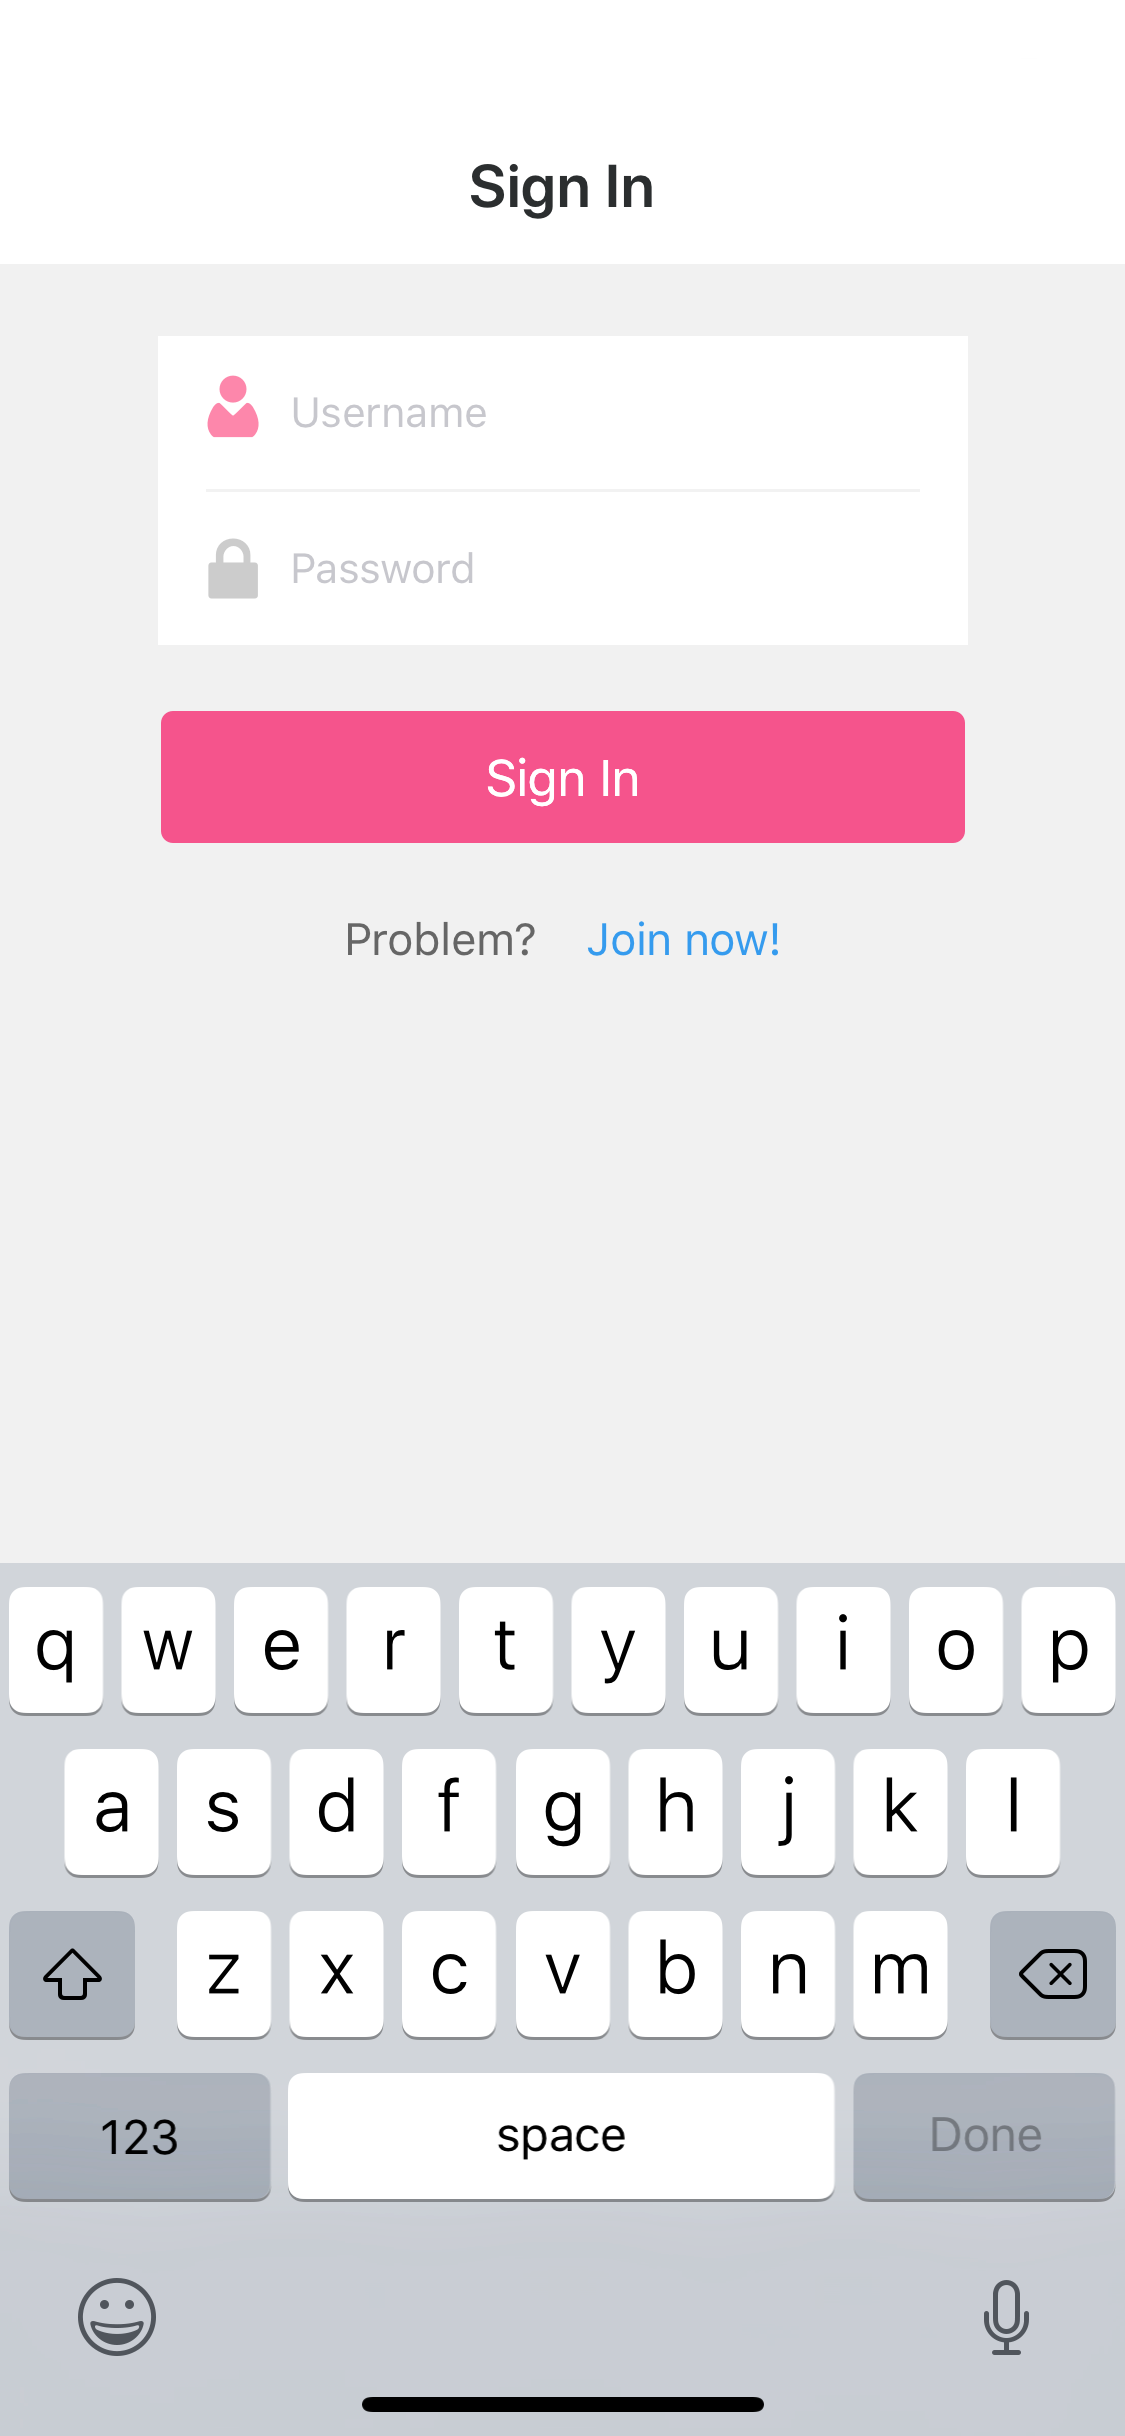 Sign In
Username
Password
Sign In
Problem? Join now!
q w e r t y u i o p
a s d f g h j k l
z x c v b n m
123 space Done